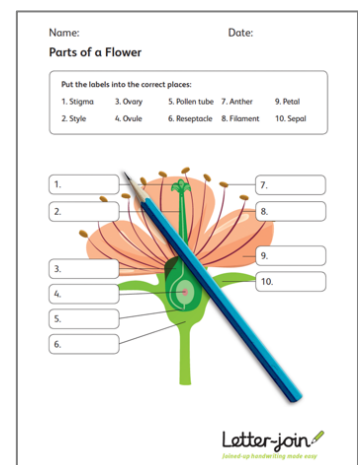 Name: Date:
Parts of a Flower
Put the labels into the correct places:
1. Stigma 3. Ovary 5. Pollen tube 7. Anther 9. Petal
2. Style 4. Ovule 6. Reseptacle 8. Filament 10. Sepal
1. 7.
2. 8.
3. 9.
4. 10.
5.
6.
Letter-join
Joined-up handwriting made easy